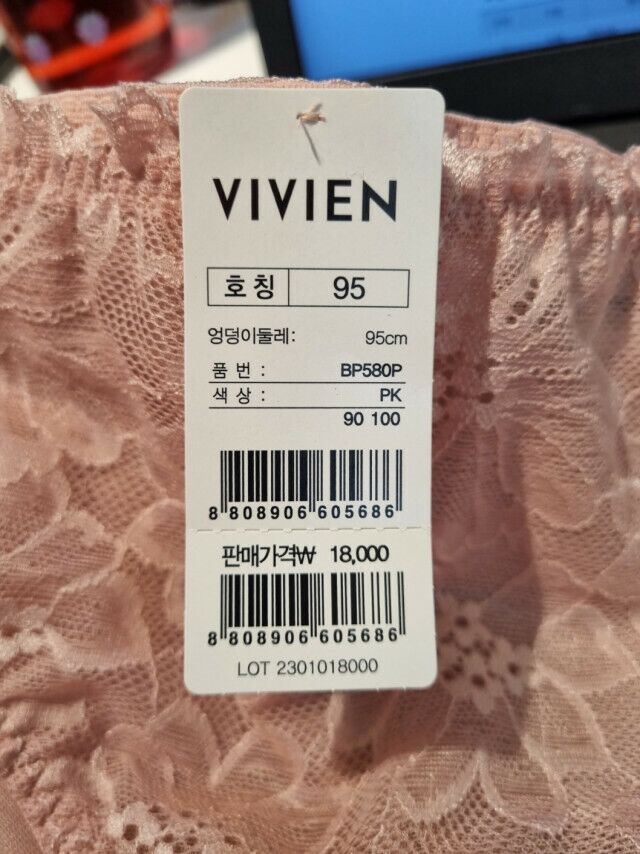 VIVIEN
호칭 95
엉덩이둘레: 95cm
품 번 : BP580P
색 상 : PK
90 100
8 808906 605686
판매가격₩ 18,000
8 808906 605686
LOT 2301018000